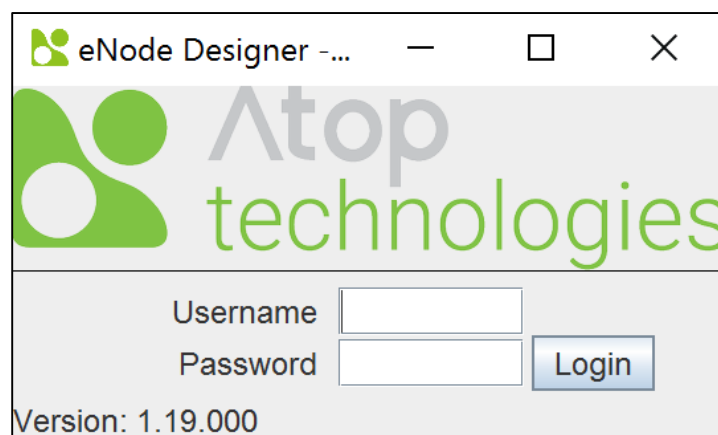 eNode Designer -...
Atop
technologies
Username
Password
Login
Version: 1.19.000